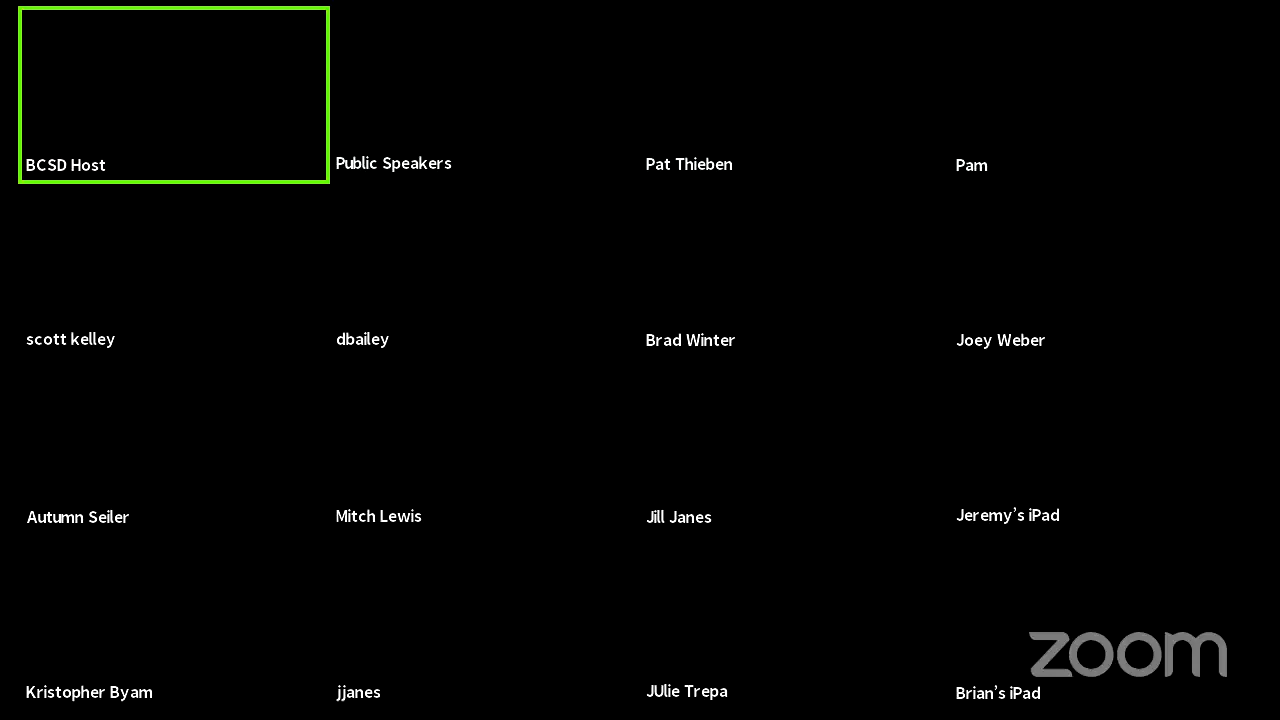 BCSD Host
Public Speakers
Pat Thieben
Pam
scott kelley
dbailey
Brad Winter
Joey Weber
Autumn Seiler
Mitch Lewis
Jill Janes
Jeremy’s iPad
Kristopher Byam
jjanes
JUlie Trepa
Brian’s iPad
zoom